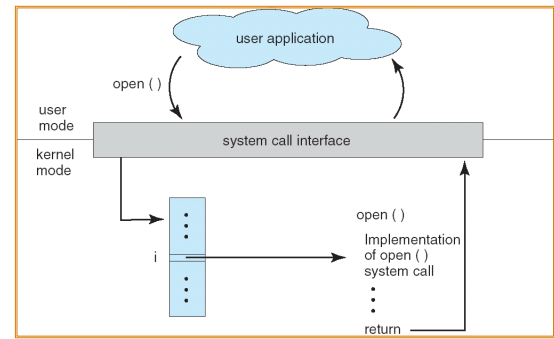 user application
open ( )
user
mode
system call interface
kernel
mode
open ( )
i
Implementation
of open ( )
system call
return